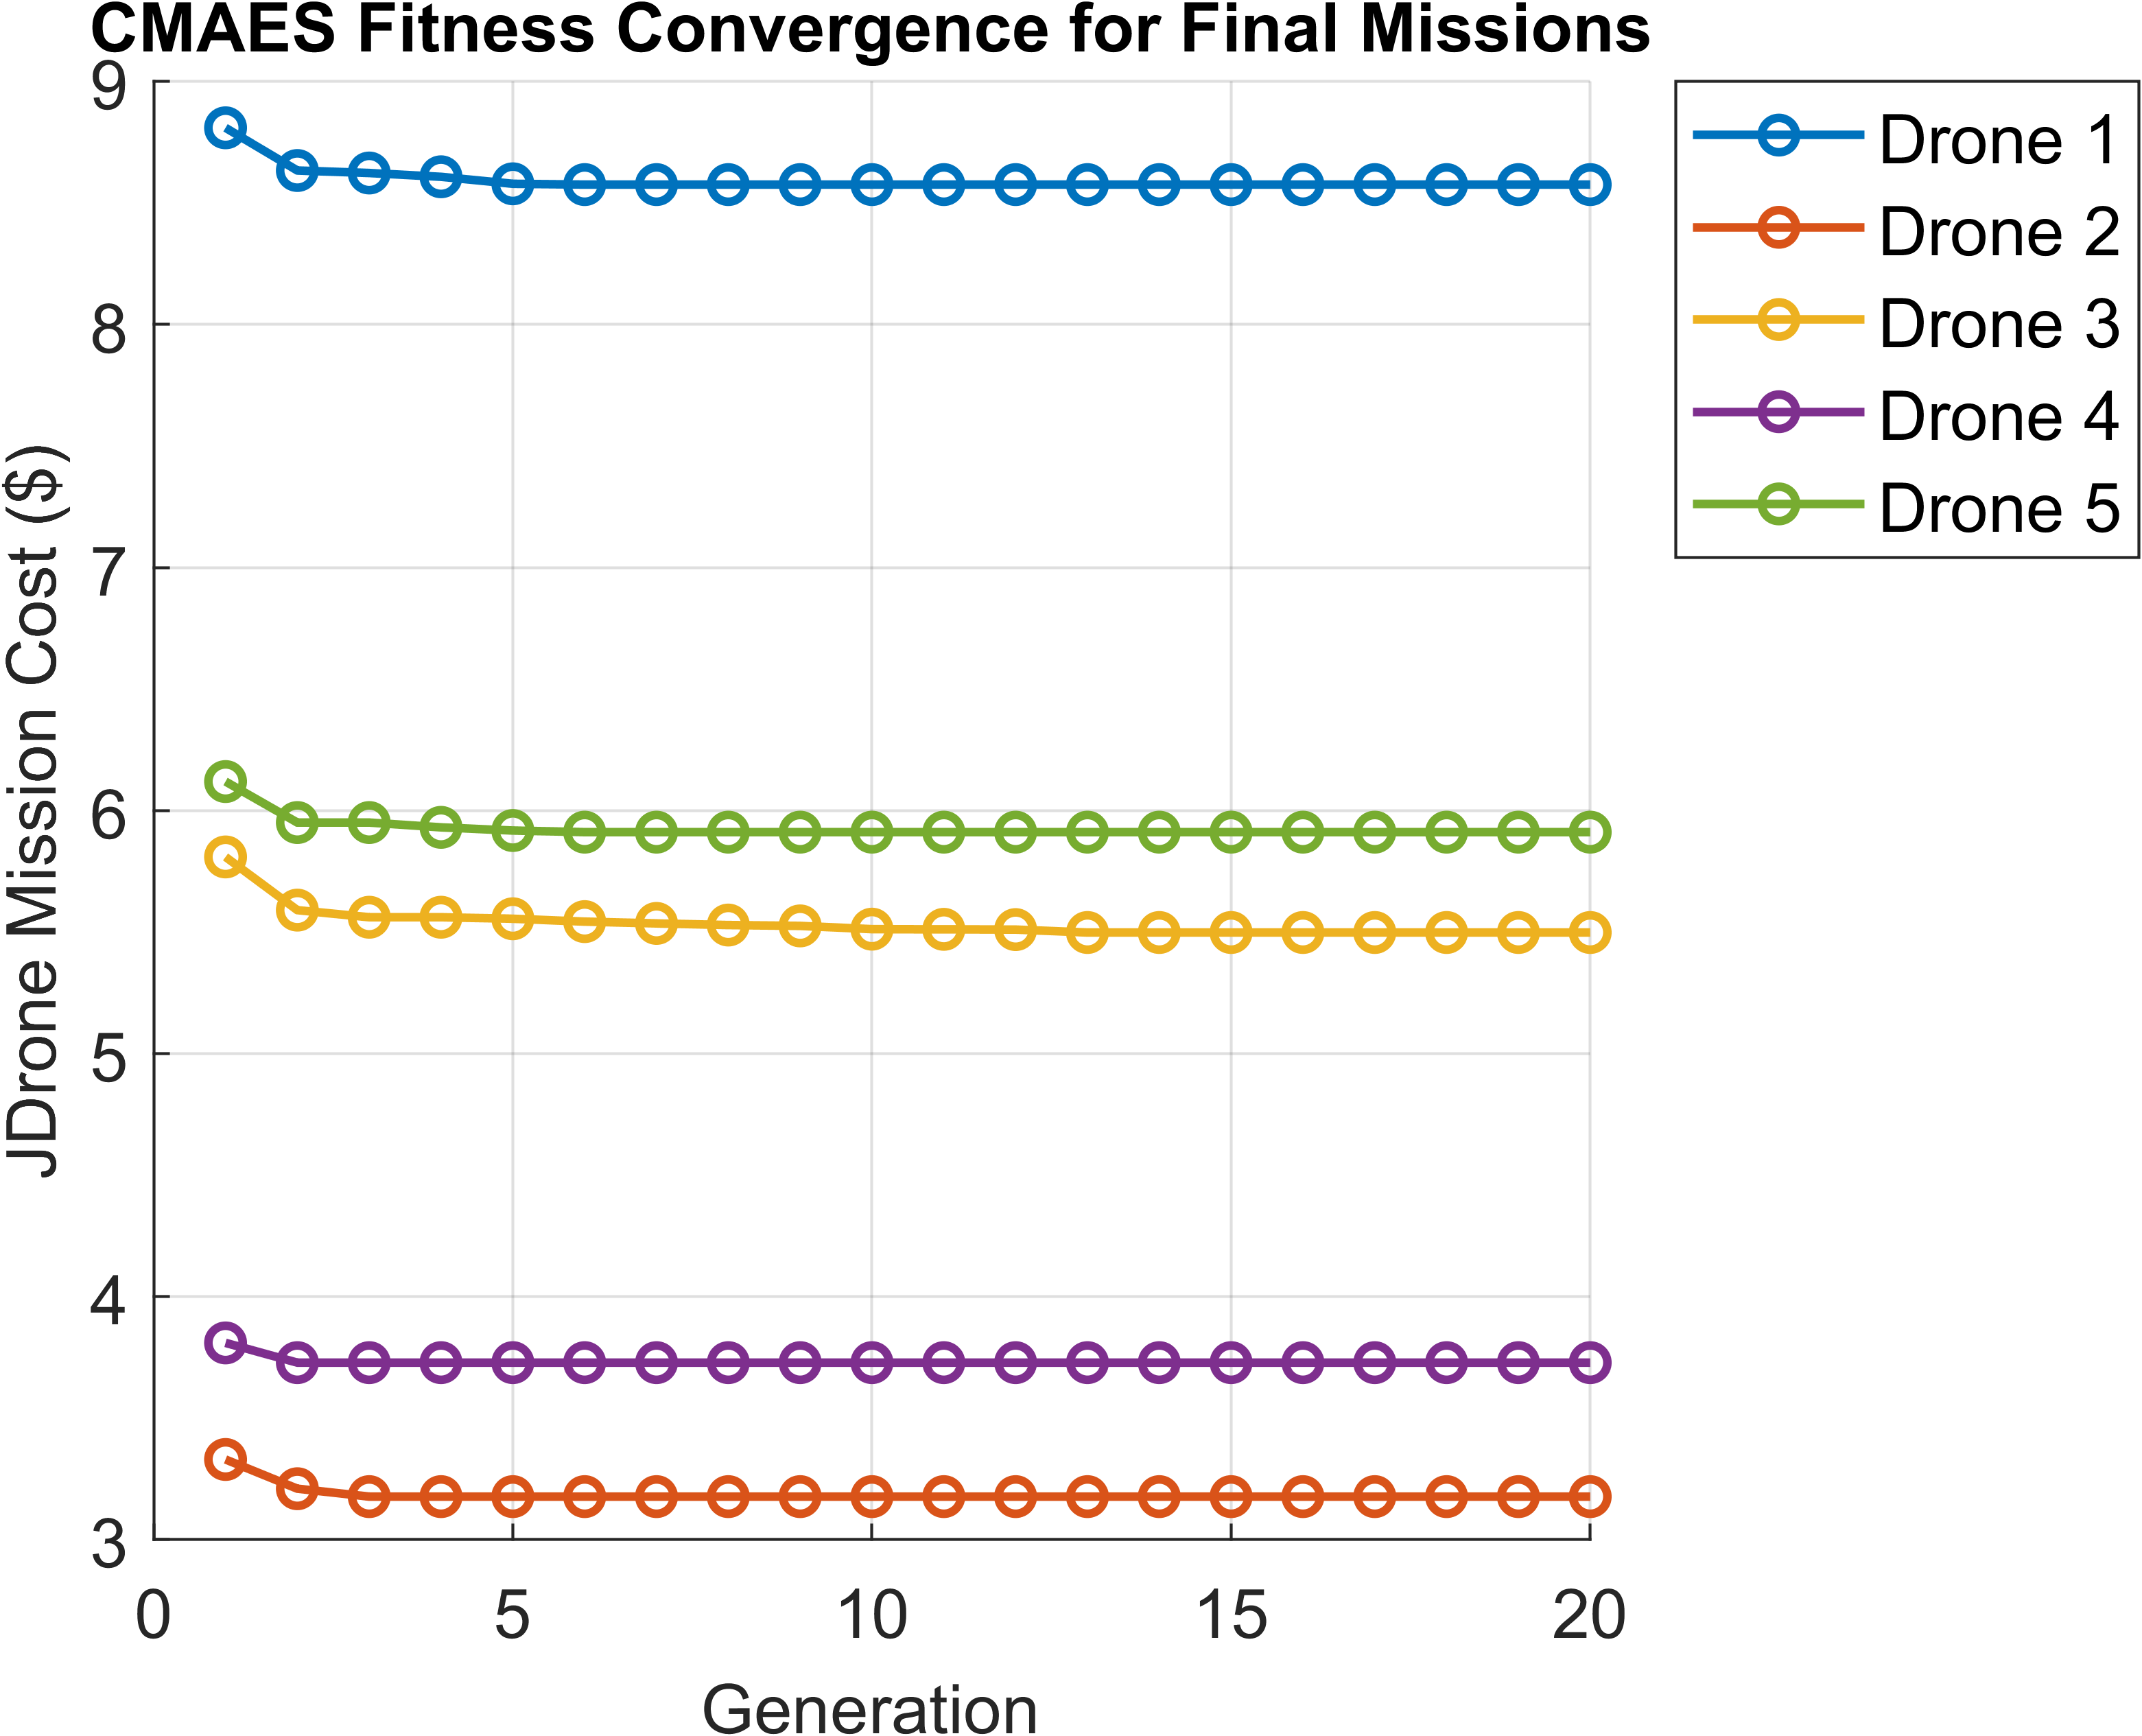 CMAES Fitness Convergence for Final Missions
9
8
7
6
5
4
3
JDrone Mission Cost ($)
0 5 10 15 20
Generation
Drone 1
Drone 2
Drone 3
Drone 4
Drone 5